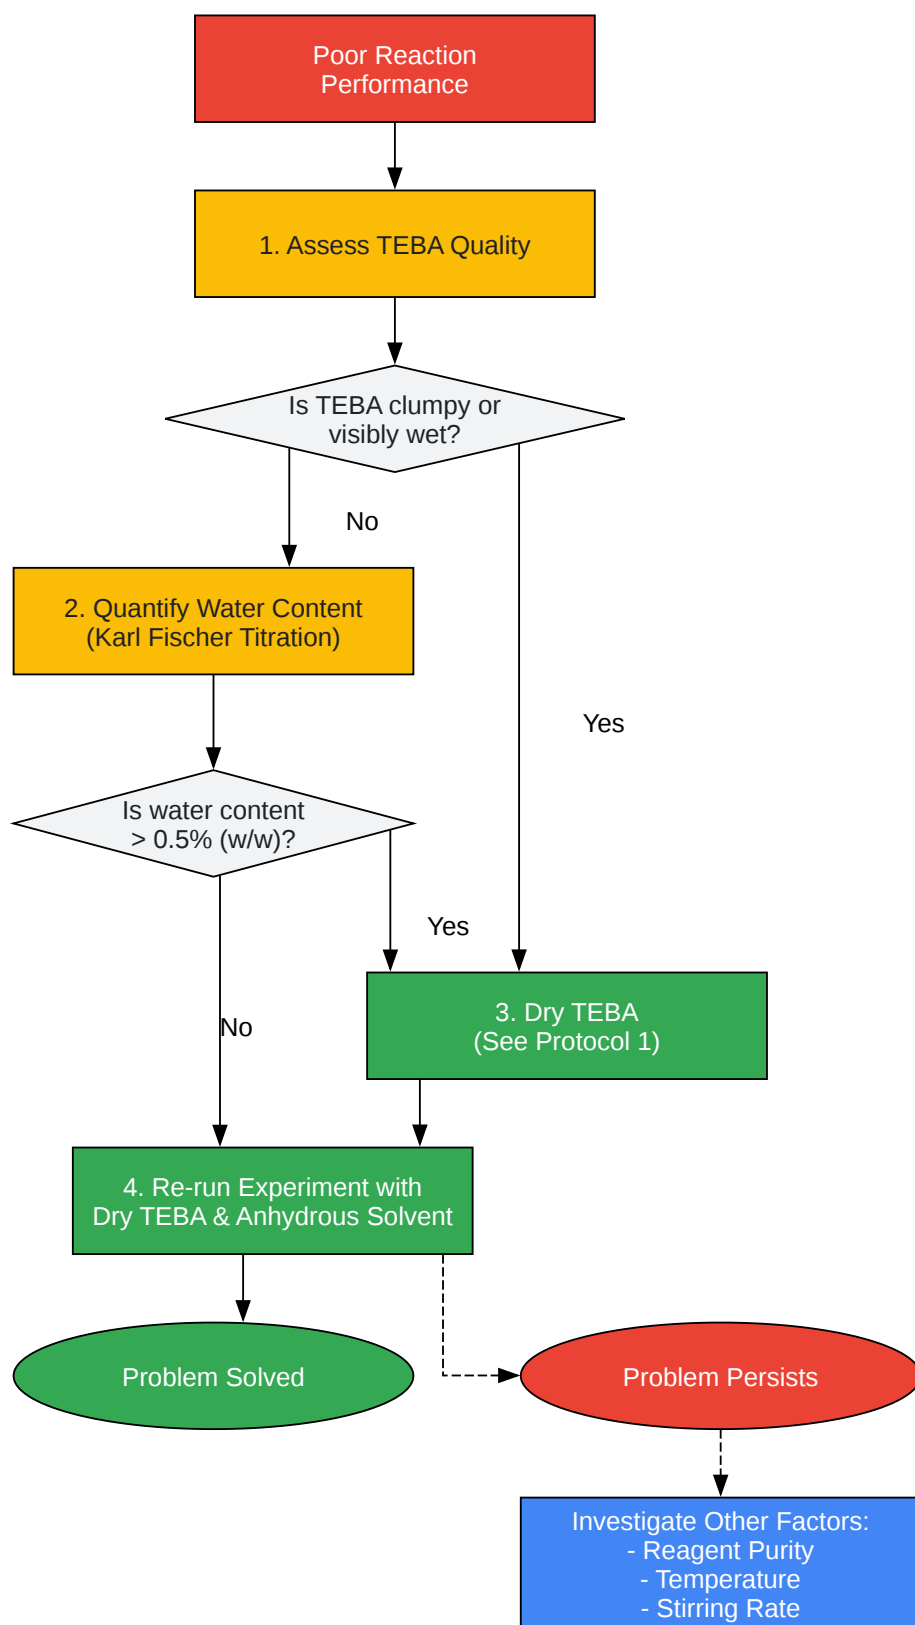 Poor Reaction
Performance
1. Assess TEBA Quality
Is TEBA clumpy or
visibly wet?
No
2. Quantify Water Content
(Karl Fischer Titration)
Yes
Is water content
> 0.5% (w/w)?
Yes
3. Dry TEBA
(See Protocol 1)
No
4. Re-run Experiment with
Dry TEBA & Anhydrous Solvent
Problem Solved
Problem Persists
Investigate Other Factors:
- Reagent Purity
- Temperature
- Stirring Rate